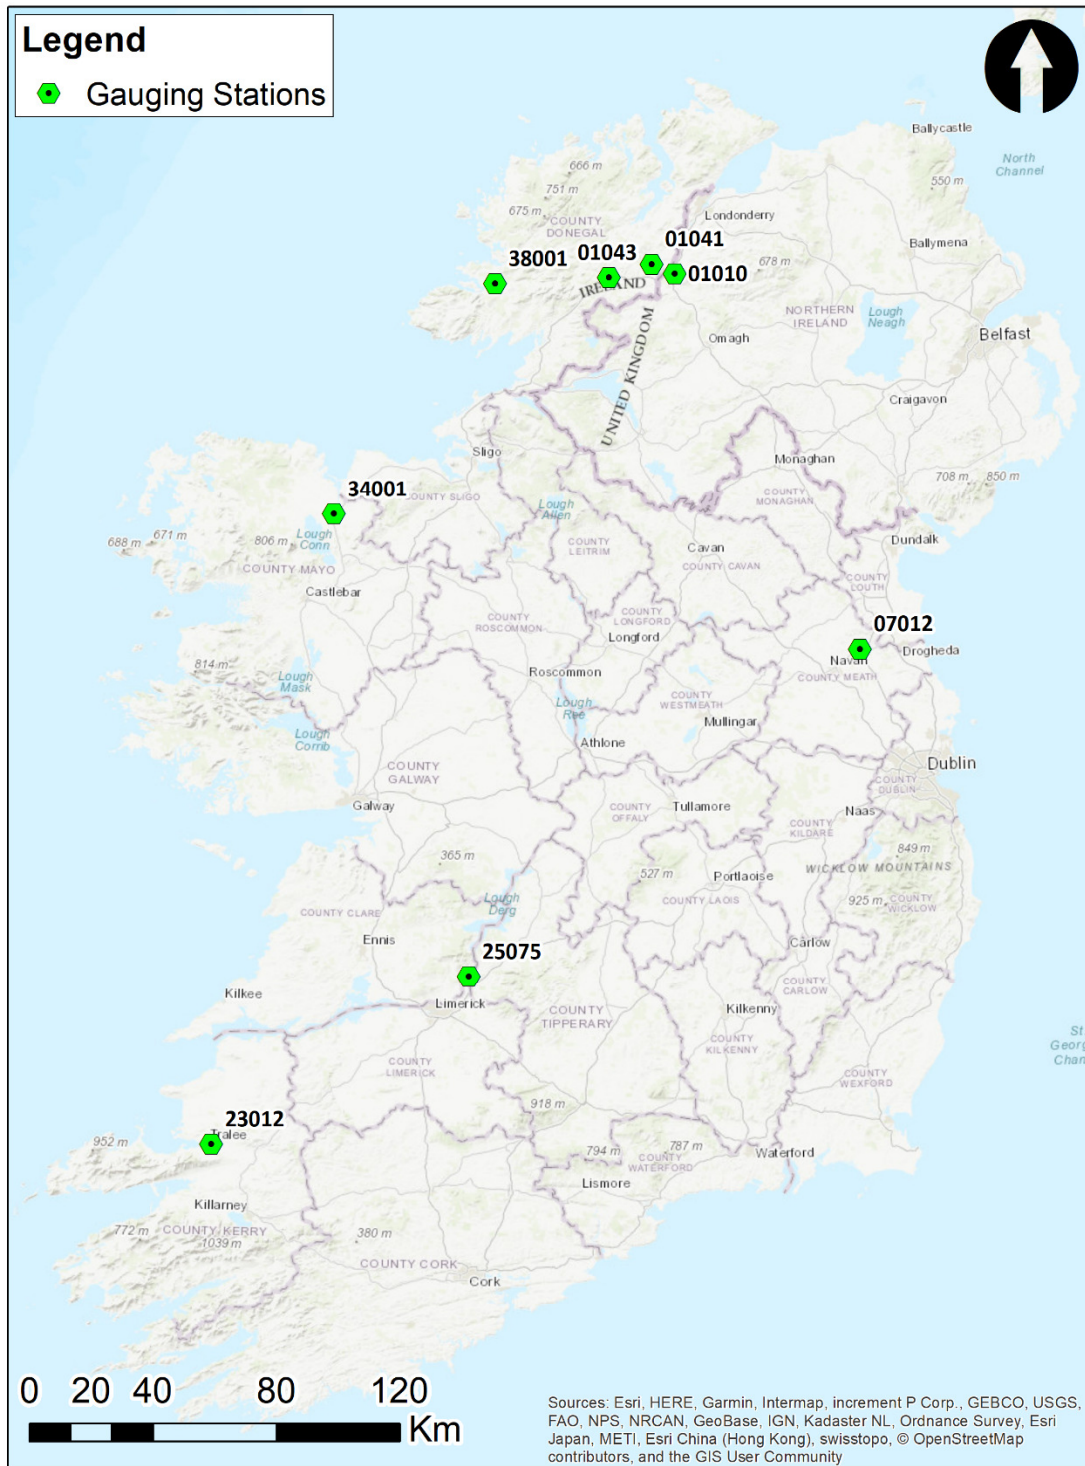 Legend
Gauging Stations
Ballycastle
North
Channel
666 m
751 m
675 m
550 m
COUNTY
DONEGAL
Londonderry
Ballymena
38001
01043
01041
01010
678 m
IRELAND
NORTHERN
IRELAND
Lough
Neagh
Belfast
UNITED KINGDOM
Omagh
Craigavon
Sligo
Monaghan
708 m
850 m
34001
COUNTY SLIGO
Lough
Allen
COUNTY
MONAGHAN
Dundalk
688 m
671 m
806 m
Lough
Conn
COUNTY MAYO
COUNTY
LEITRIM
Cavan
COUNTY CAVAN
COUNTY
LOUTH
Castlebar
COUNTY
ROSCOMMON
COUNTY
LONGFORD
Longford
07012
Drogheda
Navan
COUNTY MEATH
814 m
Lough
Mask
Roscommon
COUNTY
WESTMEATH
Lough
Ree
Mullingar
Lough
Corrib
Athlone
COUNTY
GALWAY
Dublin
COUNTY
DUBLIN
Galway
COUNTY
OFFALY
Tullamore
Naas
COUNTY
KILDARE
365 m
849 m
WICKLOW MOUNTAINS
527 m
Portlaoise
Lough
Derg
COUNTY LAOIS
925 m
COUNTY
WICKLOW
COUNTY CLARE
Ennis
25075
Carlow
COUNTY
CARLOW
Kilkee
Limerick
COUNTY
TIPPERARY
Kilkenny
COUNTY
KILKENNY
St
Georg
Chan
COUNTY
LIMERICK
COUNTY
WEXFORD
918 m
23012
Tralee
952 m
794 m
787 m
COUNTY
WATERFORD
Waterford
Lismore
Killarney
772 m
COUNTY KERRY
1039 m
380 m
COUNTY CORK
Cork
0 20 40 80 120
Km
Sources: Esri, HERE, Garmin, Intermap, increment P Corp., GEBCO, USGS,
FAO, NPS, NRCAN, GeoBase, IGN, Kadaster NL, Ordnance Survey, Esri
Japan, METI, Esri China (Hong Kong), swisstopo, © OpenStreetMap
contributors, and the GIS User Community